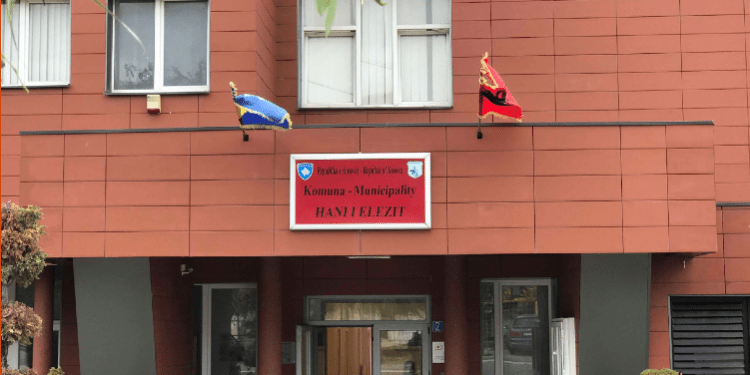 Komuna - Municipality
HANI I ELEZIT